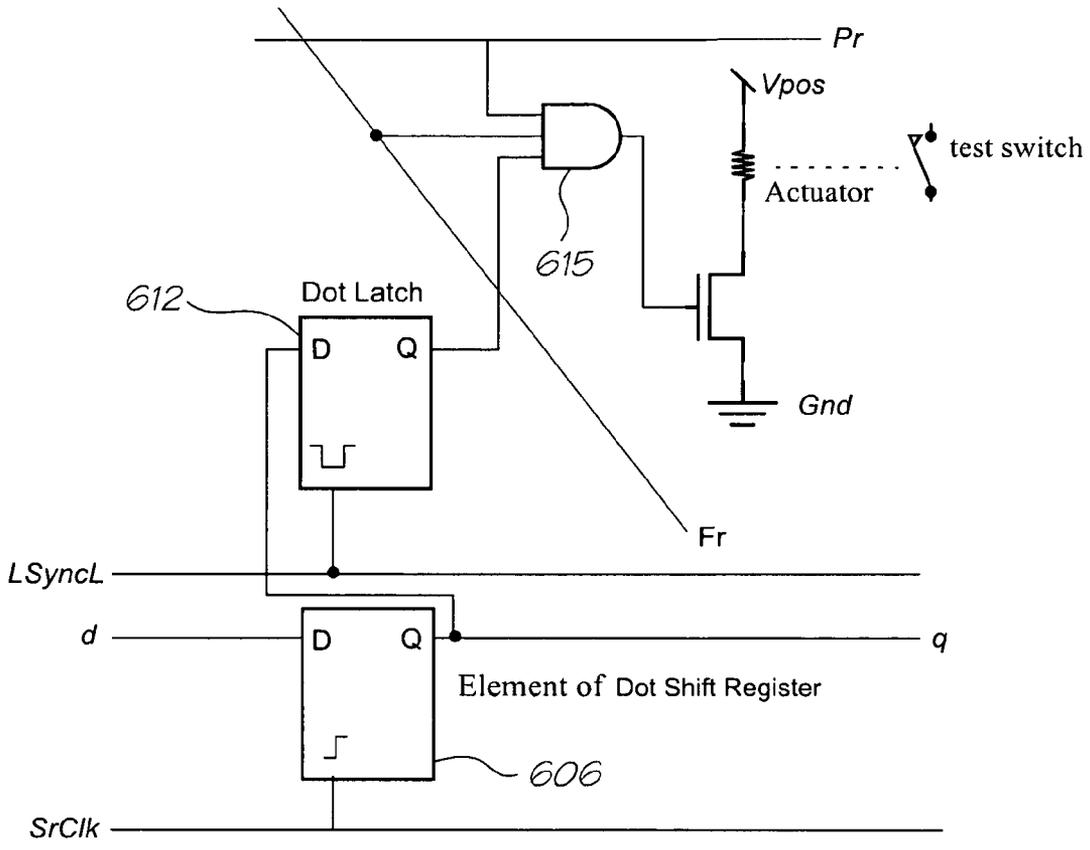 Pr
Vpos
test switch
Actuator
615
612
Dot Latch
D Q
Gnd
Fr
LSyncL
d
D Q
q
Element of Dot Shift Register
606
SrClk